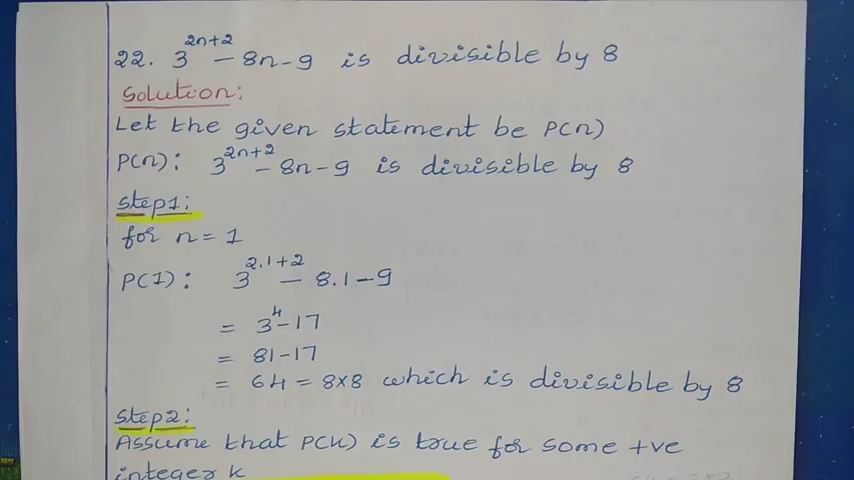 22. 3^2n+2 - 8n - 9 is divisible by 8
Solution:
Let the given statement be P(n)
P(n): 3^2n+2 - 8n - 9 is divisible by 8
Step1:
for n = 1
P(1): 3^2.1+2 - 8.1 - 9
= 3^4 - 17
= 81 - 17
= 64 = 8×8 which is divisible by 8
Step2:
Assume that P(k) is true for some +ve
integer k